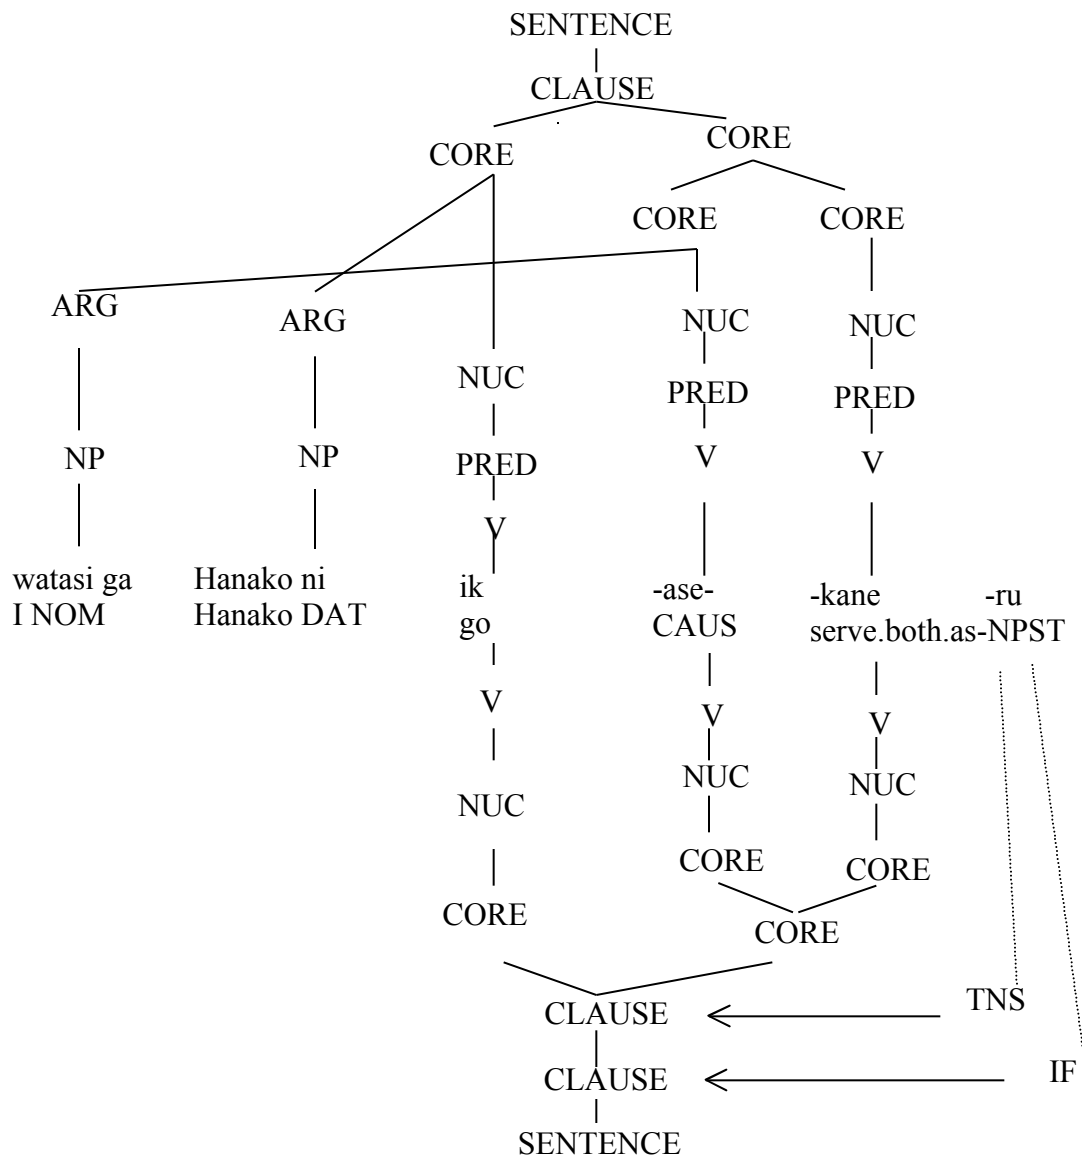 SENTENCE
CLAUSE
CORE CORE
CORE CORE
ARG ARG NUC NUC
NUC
NP NP PRED PRED PRED
V V
V
watasi ga Hanako ni ik -ase- -kane -ru
I NOM Hanako DAT go CAUS serve.both.as-NPST
V V V
NUC NUC NUC
CORE CORE
CORE CORE
CLAUSE TNS
CLAUSE IF
SENTENCE